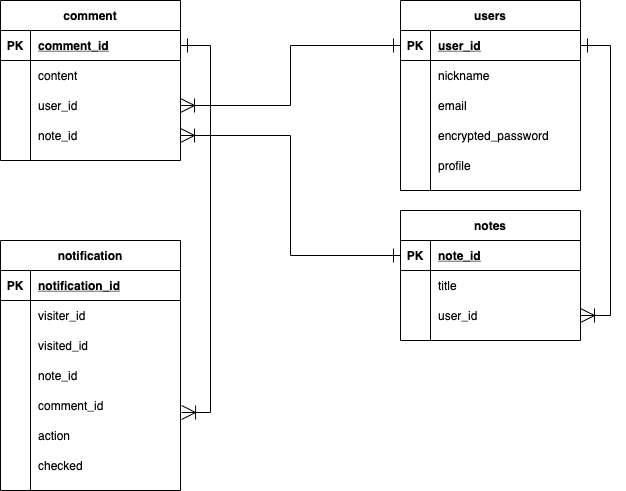 comment
PK comment_id
content
user_id
note_id
users
PK user_id
nickname
email
encrypted_password
profile
notes
PK note_id
title
user_id
notification
PK notification_id
visiter_id
visited_id
note_id
comment_id
action
checked